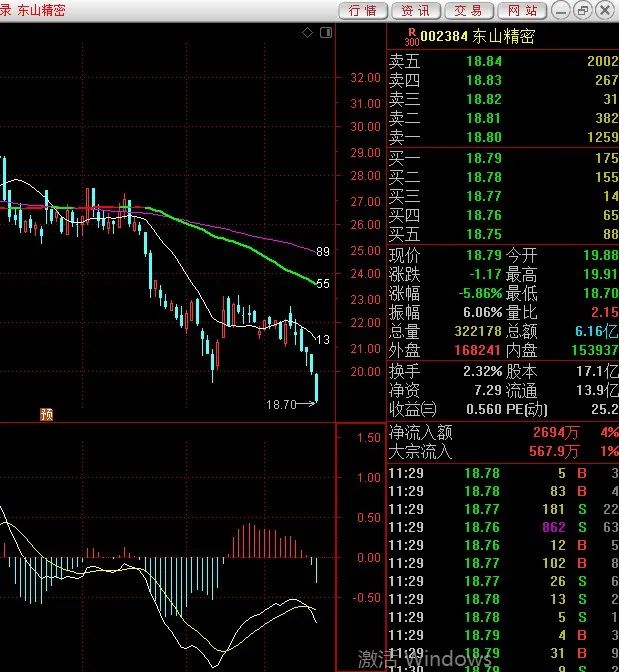 录 东山精密 行情 资讯 交易 网站
R 300 002384 东山精密
卖五 18.84 2002
卖四 18.83 267
卖三 18.82 31
卖二 18.81 382
卖一 18.80 1259
买一 18.79 175
买二 18.78 155
买三 18.77 14
买四 18.76 65
买五 18.75 88
现价 18.79 今开 19.88
涨跌 -1.17 最高 19.91
涨幅 -5.86% 最低 18.70
振幅 6.06% 量比 2.15
总量 322178 总额 6.16亿
外盘 168241 内盘 153937
换手 2.32% 股本 17.1亿
净资 7.29 流通 13.9亿
收益㈢ 0.560 PE(动) 25.2
净流入额 2694万 4%
大宗流入 567.9万 1%
11:29 18.78 5 B 3
11:29 18.78 83 B 4
11:29 18.77 181 S 22
11:29 18.76 862 S 63
11:29 18.76 12 B 5
11:29 18.77 102 B 8
11:29 18.77 26 S 6
11:29 18.78 13 S 2
11:29 18.78 5 S 1
11:29 18.79 4 B 3
11:29 18.79 31 B 9
11:30 18.78 9 S 2
32.00
31.00
30.00
29.00
28.00
27.00
26.00
25.00
24.00
23.00
22.00
21.00
20.00
89
55
13
18.70
预
1.50
1.00
0.50
0.00
-0.50
激活 Windows